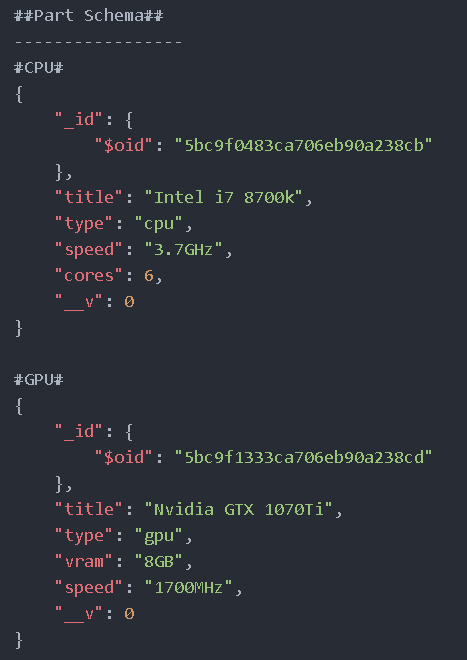 ##Part Schema##
-----------------
#CPU#
{
    "_id": {
        "$oid": "5bc9f0483ca706eb90a238cb"
    },
    "title": "Intel i7 8700k",
    "type": "cpu",
    "speed": "3.7GHz",
    "cores": 6,
    "__v": 0
}

#GPU#
{
    "_id": {
        "$oid": "5bc9f1333ca706eb90a238cd"
    },
    "title": "Nvidia GTX 1070Ti",
    "type": "gpu",
    "vram": "8GB",
    "speed": "1700MHz",
    "__v": 0
}